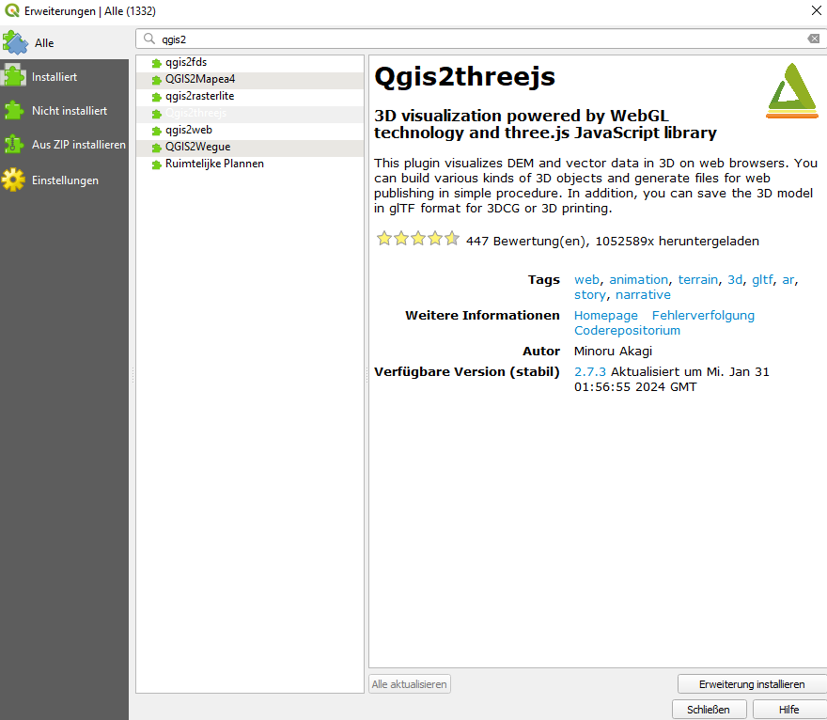 Erweiterungen | Alle (1332)
Alle
Installiert
Nicht installiert
Aus ZIP installieren
Einstellungen
qgis2
qgis2fds
QGIS2Mapea4
qgis2rasterlite
Qgis2threejs
qgis2web
QGIS2Wegue
Ruimtelijke Plannen
Qgis2threejs
3D visualization powered by WebGL
technology and three.js JavaScript library
This plugin visualizes DEM and vector data in 3D on web browsers. You
can build various kinds of 3D objects and generate files for web
publishing in simple procedure. In addition, you can save the 3D model
in glTF format for 3DCG or 3D printing.
447 Bewertung(en), 1052589x heruntergeladen
Tags web, animation, terrain, 3d, gltf, ar,
story, narrative
Weitere Informationen Homepage Fehlerverfolgung
Coderepositorium
Autor Minoru Akagi
Verfügbare Version (stabil) 2.7.3 Aktualisiert um Mi. Jan 31
01:56:55 2024 GMT
Alle aktualisieren
Erweiterung installieren
Schließen Hilfe